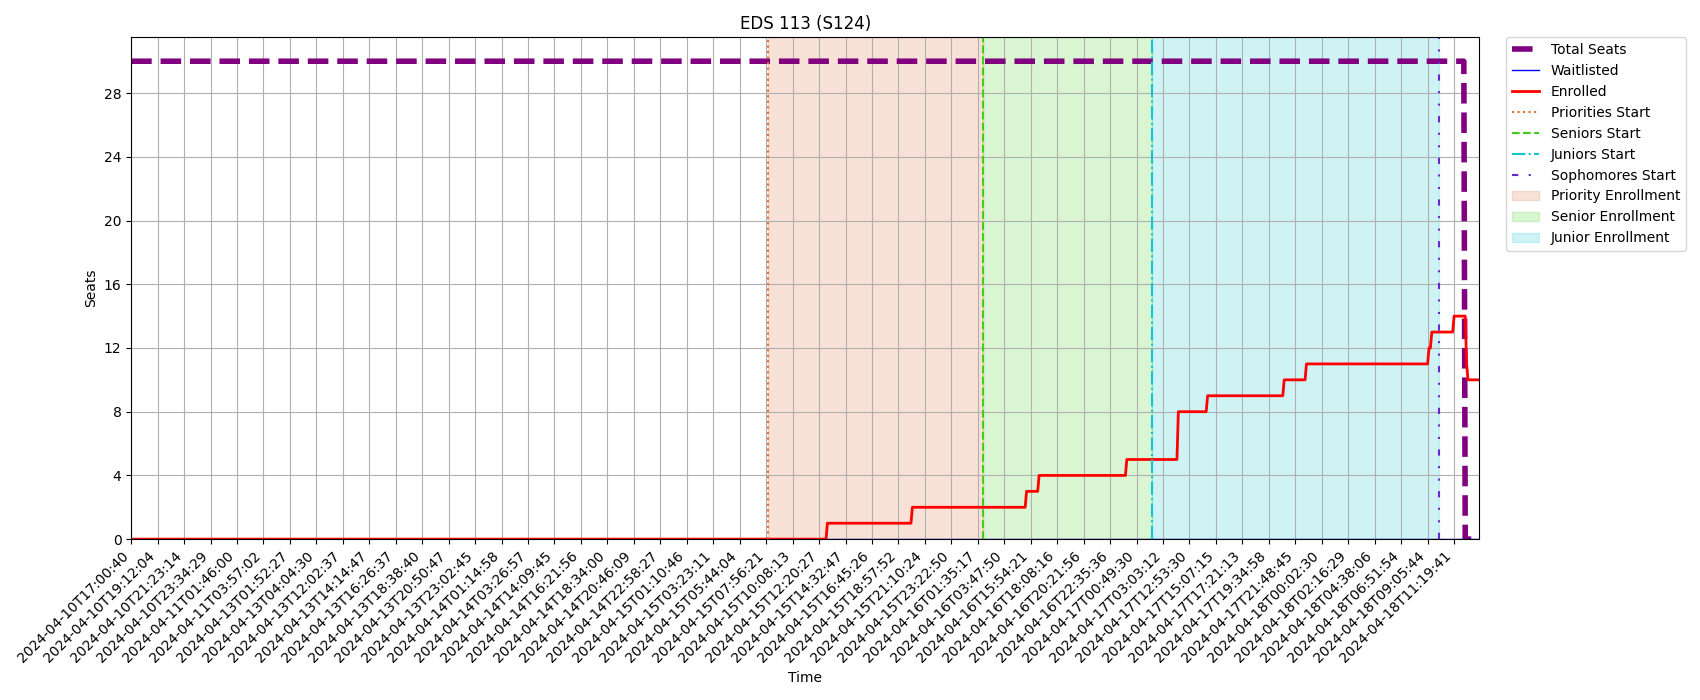 EDS 113 (S124)
Total Seats
Waitlisted
Enrolled
Priorities Start
Seniors Start
Juniors Start
Sophomores Start
Priority Enrollment
Senior Enrollment
Junior Enrollment
Seats
28
24
20
16
12
8
4
0
2024-04-10T17:00:40
2024-04-10T19:12:04
2024-04-10T21:23:14
2024-04-10T23:34:29
2024-04-11T01:46:00
2024-04-11T03:57:02
2024-04-13T01:52:27
2024-04-13T04:04:30
2024-04-13T12:02:37
2024-04-13T14:14:47
2024-04-13T16:26:37
2024-04-13T18:38:40
2024-04-13T20:50:47
2024-04-13T23:02:45
2024-04-14T01:14:58
2024-04-14T03:26:57
2024-04-14T14:09:45
2024-04-14T16:21:56
2024-04-14T18:34:00
2024-04-14T20:46:09
2024-04-14T22:58:27
2024-04-15T01:10:46
2024-04-15T03:23:11
2024-04-15T05:44:04
2024-04-15T07:56:21
2024-04-15T10:08:13
2024-04-15T12:20:27
2024-04-15T14:32:47
2024-04-15T16:45:26
2024-04-15T18:57:52
2024-04-15T21:10:24
2024-04-15T23:22:50
2024-04-16T01:35:17
2024-04-16T03:47:50
2024-04-16T15:54:21
2024-04-16T18:08:16
2024-04-16T20:21:56
2024-04-16T22:35:36
2024-04-17T00:49:30
2024-04-17T03:03:12
2024-04-17T12:53:30
2024-04-17T15:07:15
2024-04-17T17:21:13
2024-04-17T19:34:58
2024-04-17T21:48:45
2024-04-18T00:02:30
2024-04-18T02:16:29
2024-04-18T04:38:06
2024-04-18T06:51:54
2024-04-18T09:05:44
2024-04-18T11:19:41
Time